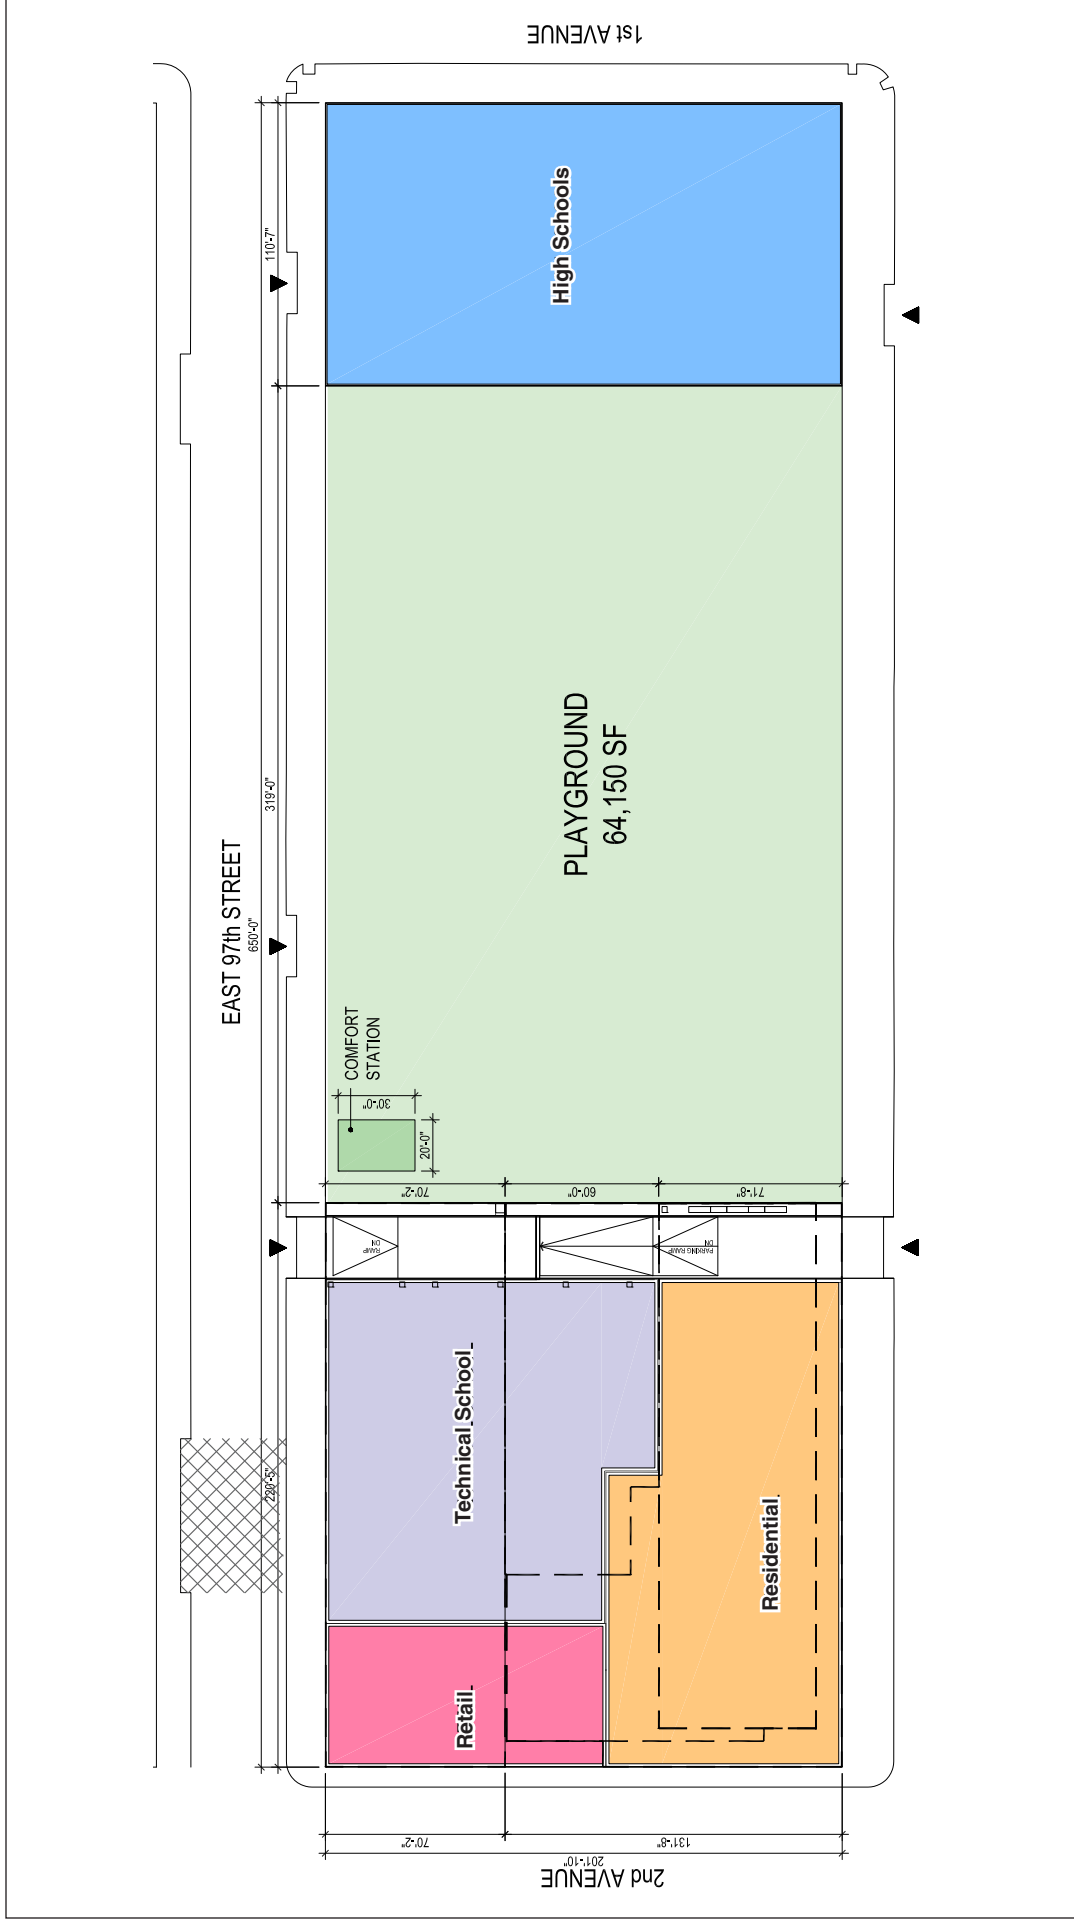 1st AVENUE
EAST 97th STREET
650'-0"
110'-7"
319'-0"
220'-5"
High Schools
PLAYGROUND
64,150 SF
COMFORT
STATION
30'-0"
20'-0"
70'-2"
60'-0"
71'-8"
RAMP
DN
PARKING RAMP
DN
Technical School
Retail
Residential
70'-2"
131'-8"
201'-10"
2nd AVENUE